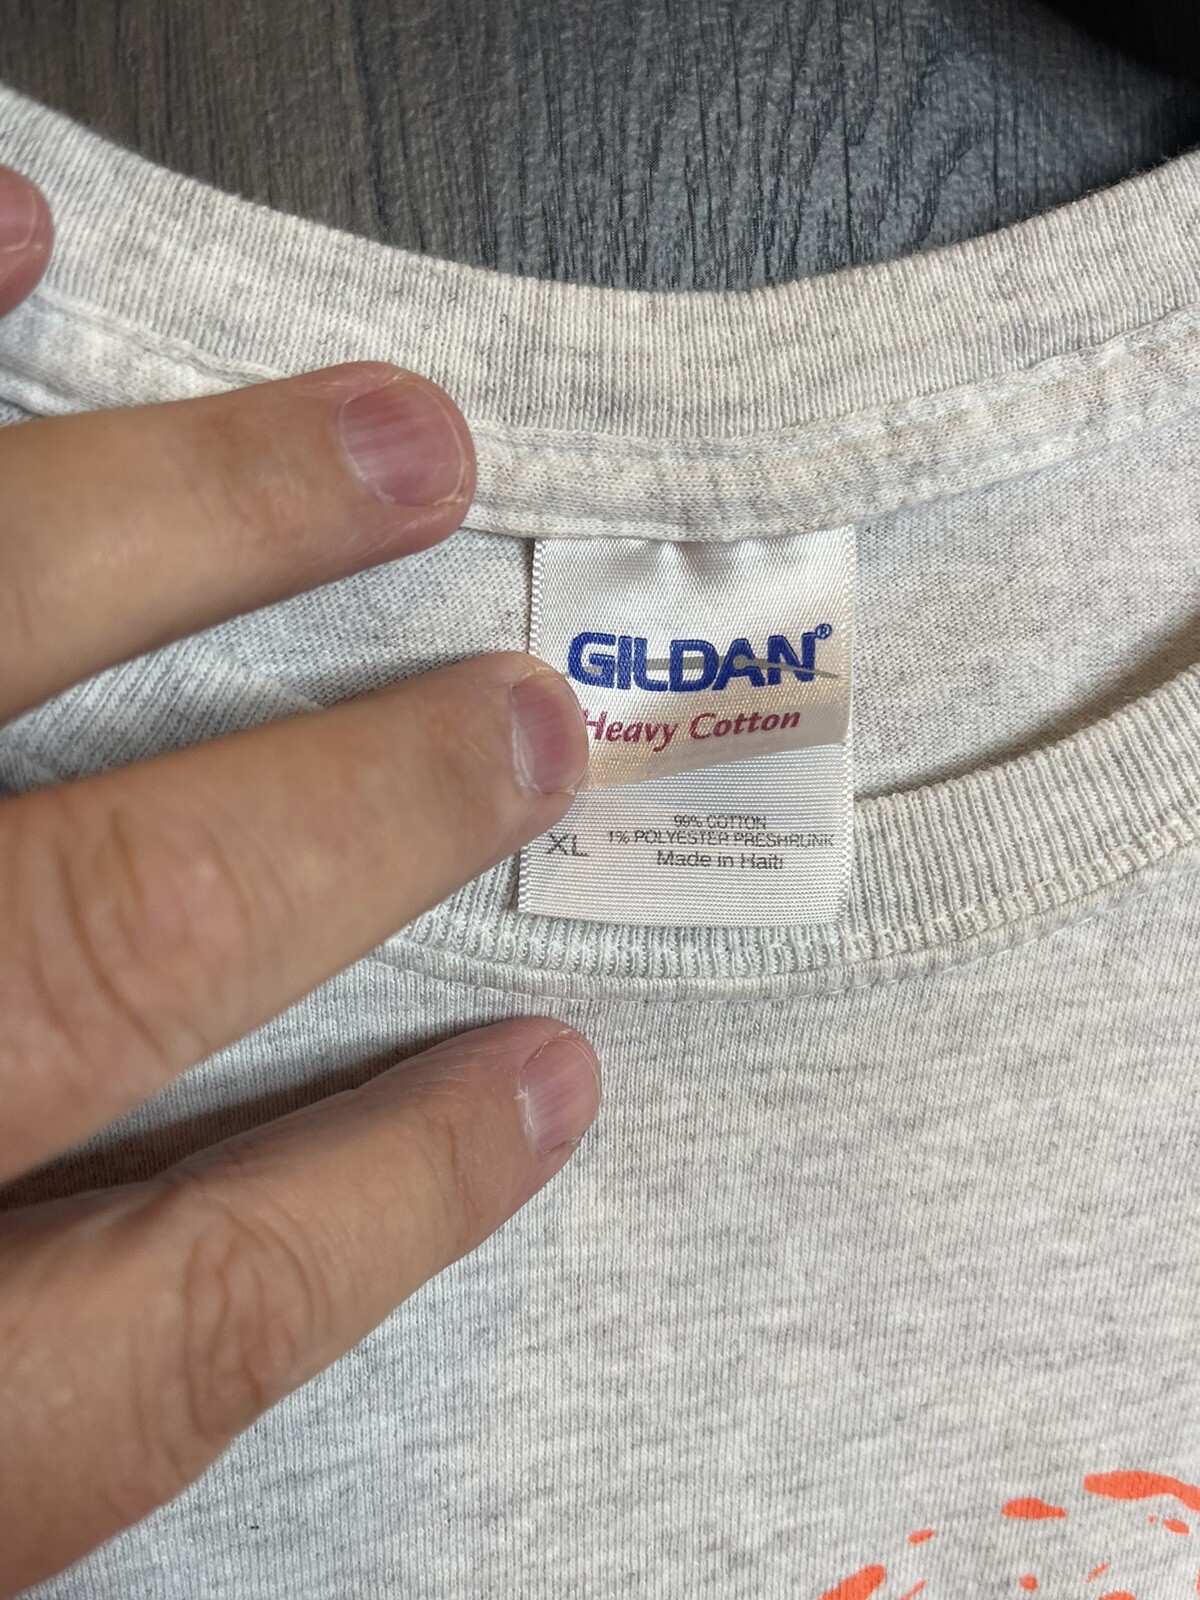 GILDAN®
Heavy Cotton
99% COTTON
XL 1% POLYESTER PRESHRUNK
Made in Haiti